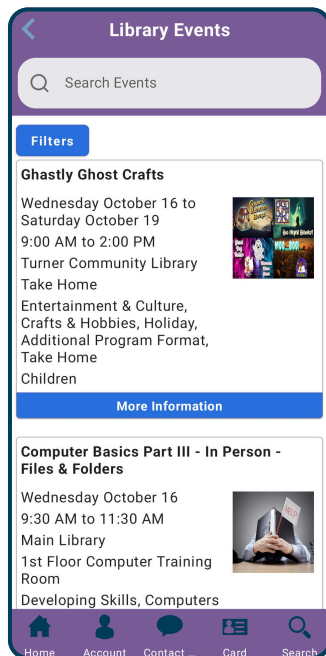 Library Events
Search Events
Filters
Ghastly Ghost Crafts
Wednesday October 16 to
Saturday October 19
9:00 AM to 2:00 PM
Turner Community Library
Take Home
Entertainment & Culture,
Crafts & Hobbies, Holiday,
Additional Program Format,
Take Home
Children
More Information
Computer Basics Part III - In Person -
Files & Folders
Wednesday October 16
9:30 AM to 11:30 AM
HELP!
Main Library
1st Floor Computer Training
Room
Developing Skills, Computers
Home Account Contact ... Card Search